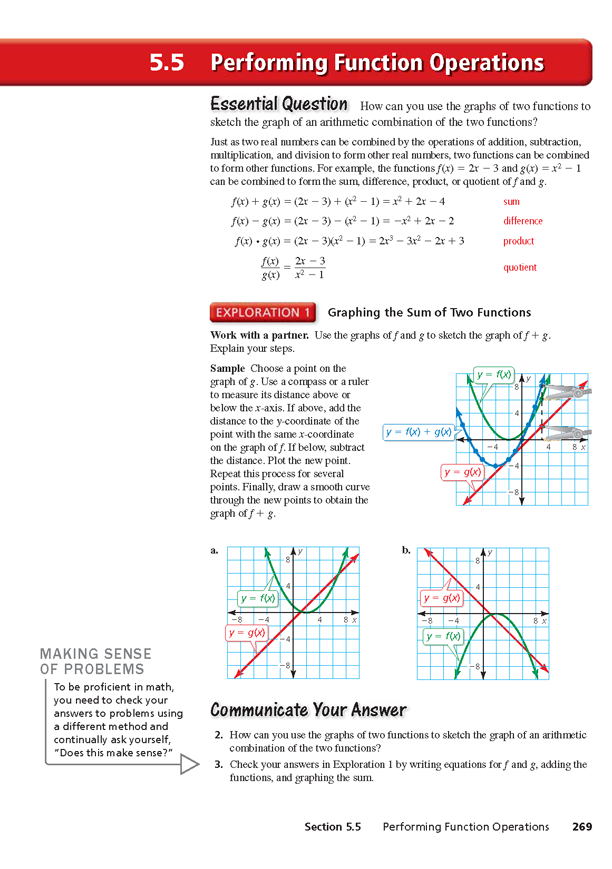 5.5 Performing Function Operations
Essential Question How can you use the graphs of two functions to
sketch the graph of an arithmetic combination of the two functions?
Just as two real numbers can be combined by the operations of addition, subtraction,
multiplication, and division to form other real numbers, two functions can be combined
to form other functions. For example, the functions f(x) = 2x − 3 and g(x) = x² − 1
can be combined to form the sum, difference, product, or quotient of f and g.
f(x) + g(x) = (2x − 3) + (x² − 1) = x² + 2x − 4 sum
f(x) − g(x) = (2x − 3) − (x² − 1) = −x² + 2x − 2 difference
f(x) • g(x) = (2x − 3)(x² − 1) = 2x³ − 3x² − 2x + 3 product
f(x)/g(x) = (2x − 3)/(x² − 1) quotient
EXPLORATION 1 Graphing the Sum of Two Functions
Work with a partner. Use the graphs of f and g to sketch the graph of f + g.
Explain your steps.
Sample Choose a point on the
graph of g. Use a compass or a ruler
to measure its distance above or
below the x-axis. If above, add the
distance to the y-coordinate of the
point with the same x-coordinate
on the graph of f. If below, subtract
the distance. Plot the new point.
Repeat this process for several
points. Finally, draw a smooth curve
through the new points to obtain the
graph of f + g.
y = f(x)
y
8
4
y = f(x) + g(x)
−4 4 8 x
y = g(x)
−4
−8
a.
y
8
4
y = f(x)
−8 −4 4 8 x
y = g(x)
−4
−8
b.
y
8
4
y = g(x)
−8 −4 8 x
y = f(x)
−8
MAKING SENSE
OF PROBLEMS
To be proficient in math,
you need to check your
answers to problems using
a different method and
continually ask yourself,
“Does this make sense?”
Communicate Your Answer
2. How can you use the graphs of two functions to sketch the graph of an arithmetic
combination of the two functions?
3. Check your answers in Exploration 1 by writing equations for f and g, adding the
functions, and graphing the sum.
Section 5.5 Performing Function Operations 269